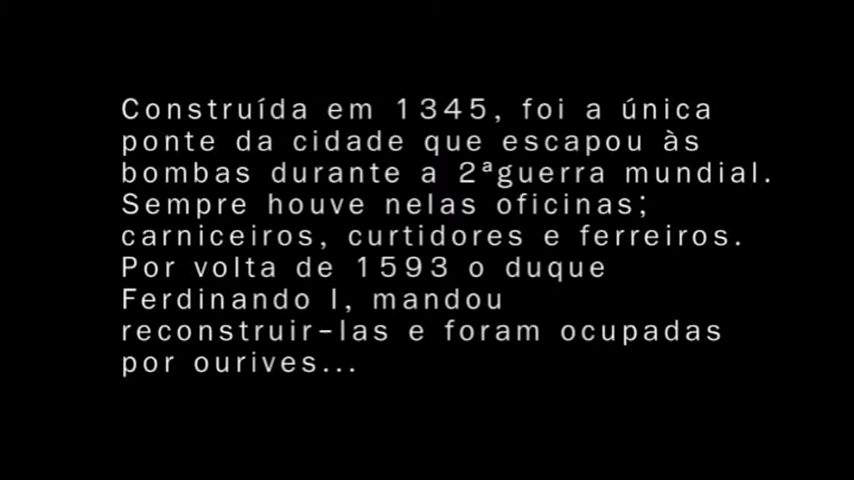 Construída em 1345, foi a única
ponte da cidade que escapou às
bombas durante a 2ªguerra mundial.
Sempre houve nelas oficinas;
carniceiros, curtidores e ferreiros.
Por volta de 1593 o duque
Ferdinando I, mandou
reconstruir-las e foram ocupadas
por ourives...